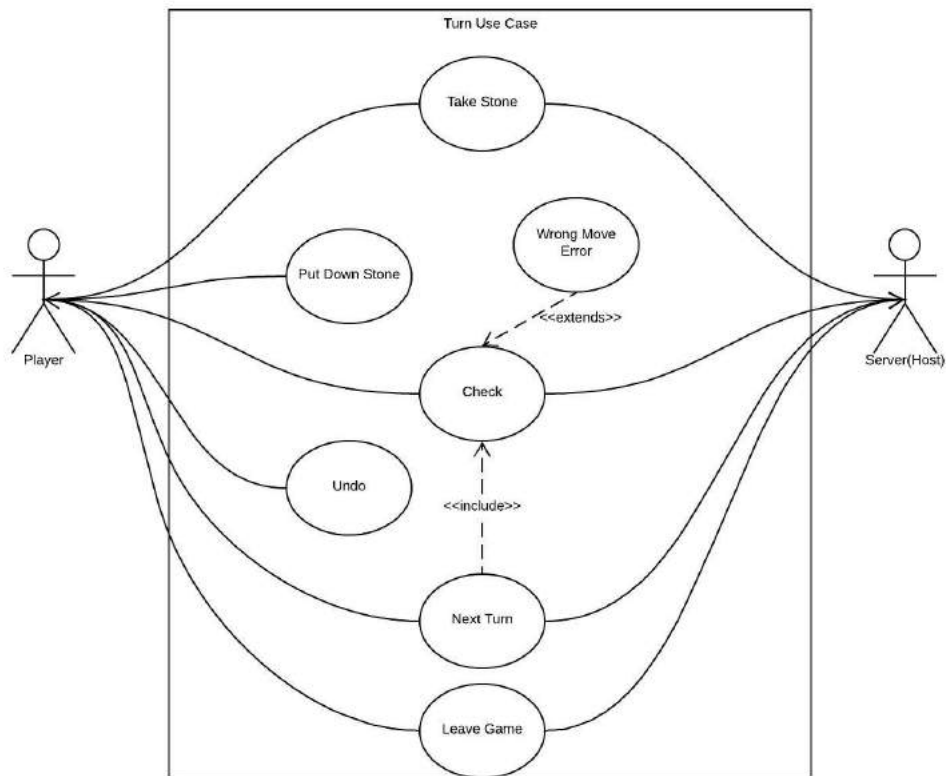 Turn Use Case
Take Stone
Wrong Move
Error
Put Down Stone
<<extends>>
Player
Server(Host)
Check
Undo
<<include>>
Next Turn
Leave Game